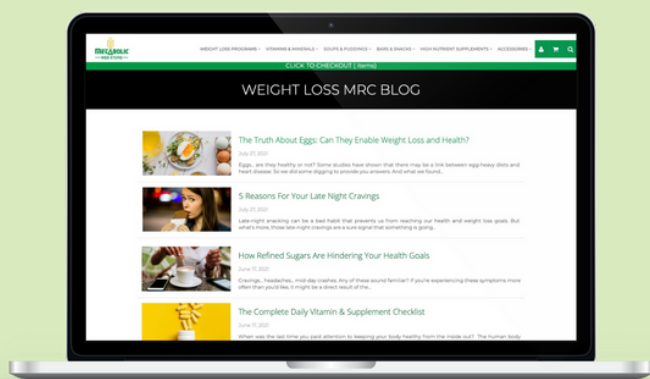 METABOLIC
WEIGHT LOSS PROGRAMS
VITAMINS & MINERALS
SOUPS & PUDDINGS
BARS & SNACKS
HIGH NUTRIENT SUPPLEMENTS
ACCESSORIES
CLICK TO CHECKOUT ( items)
WEIGHT LOSS MRC BLOG
The Truth About Eggs: Can They Enable Weight Loss and Health?
July 27, 2021
Eggs... are they healthy or not? Some studies have shown that there may be a link between egg-heavy diets and
heart disease. So we did some digging to provide you answers. And what we found...
5 Reasons For Your Late Night Cravings
July 27, 2021
Late-night snacking can be a bad habit that prevents us from reaching our health and weight loss goals. But
what's more, those late-night cravings are a sure signal that something is going...
How Refined Sugars Are Hindering Your Health Goals
June 17, 2021
Cravings... headaches... mid-day crashes. Any of these sound familiar? If you're experiencing these symptoms more
often than you'd like, it might be a direct result of the...
The Complete Daily Vitamin & Supplement Checklist
June 17, 2021
When was the last time you paid attention to keeping your body healthy from the inside out? The human body